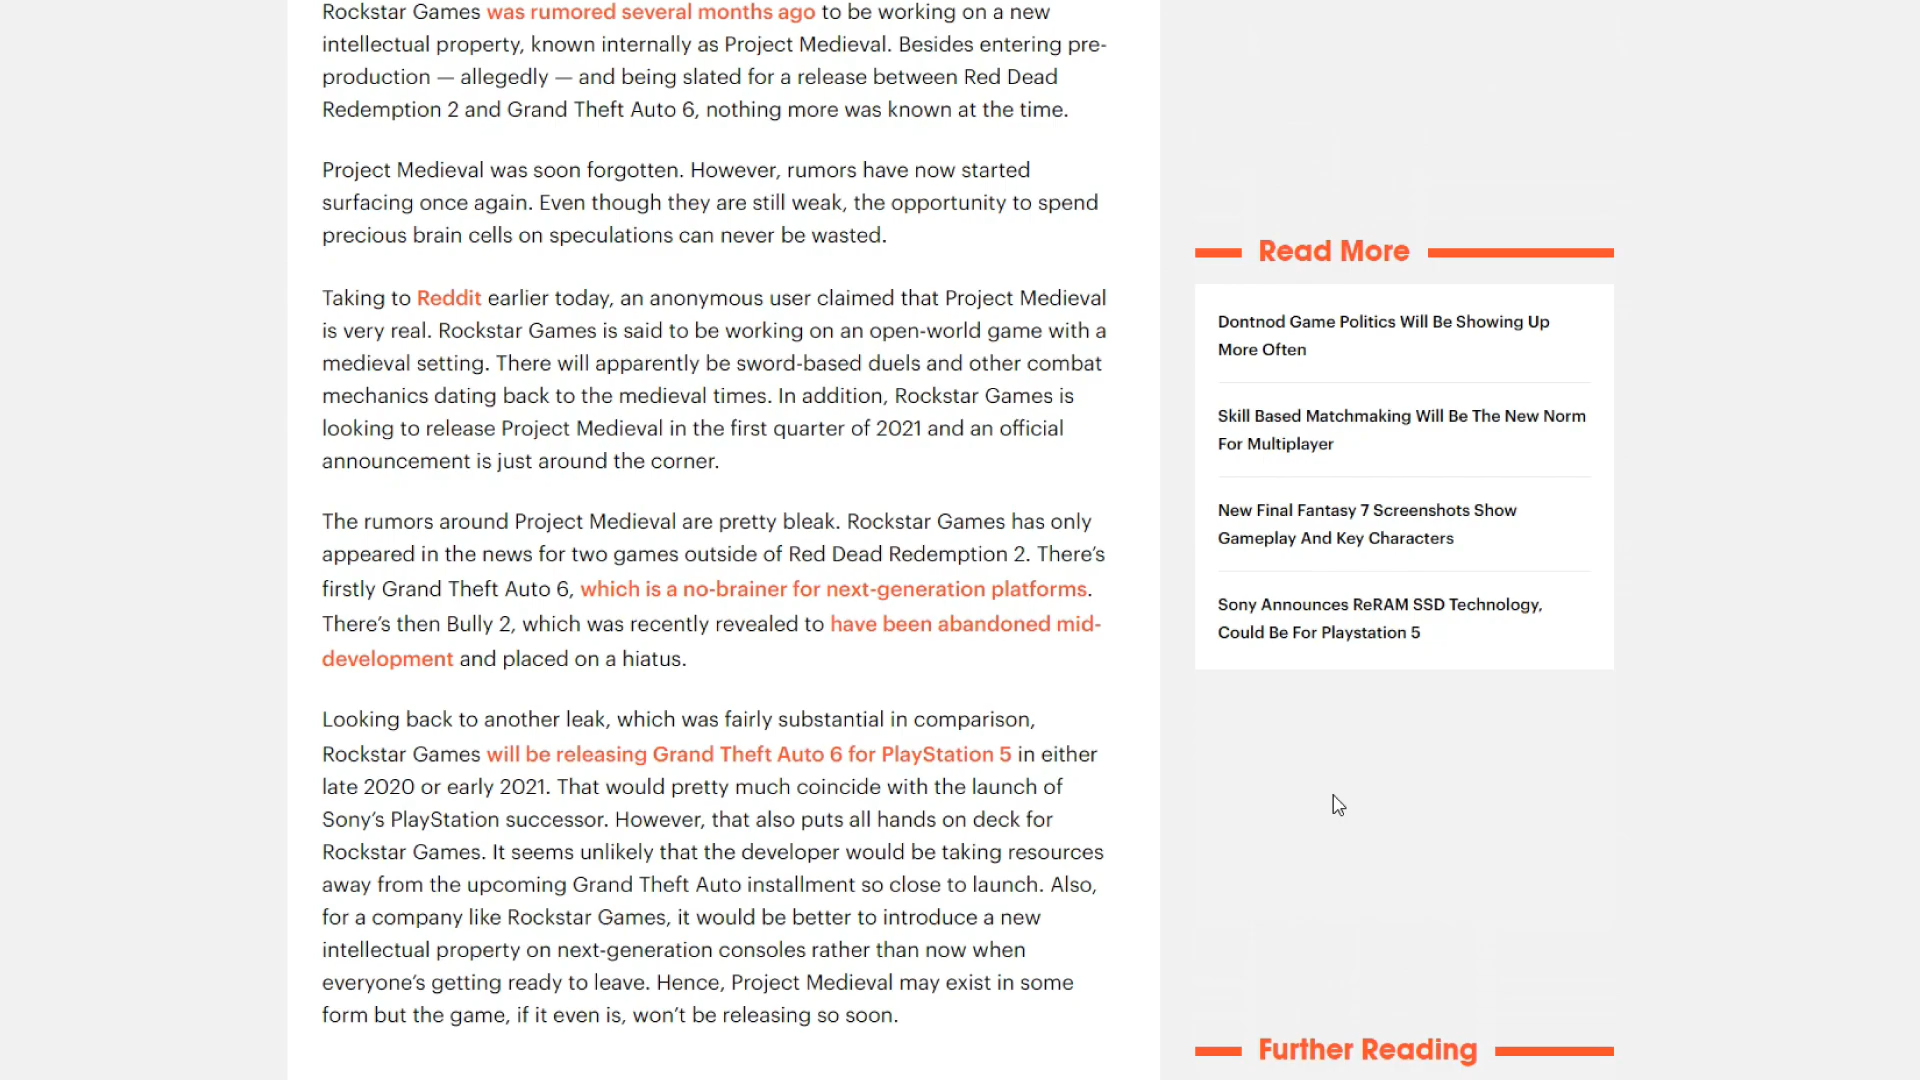 Rockstar Games was rumored several months ago to be working on a new
intellectual property, known internally as Project Medieval. Besides entering pre-
production — allegedly — and being slated for a release between Red Dead
Redemption 2 and Grand Theft Auto 6, nothing more was known at the time.
Project Medieval was soon forgotten. However, rumors have now started
surfacing once again. Even though they are still weak, the opportunity to spend
precious brain cells on speculations can never be wasted.
Taking to Reddit earlier today, an anonymous user claimed that Project Medieval
is very real. Rockstar Games is said to be working on an open-world game with a
medieval setting. There will apparently be sword-based duels and other combat
mechanics dating back to the medieval times. In addition, Rockstar Games is
looking to release Project Medieval in the first quarter of 2021 and an official
announcement is just around the corner.
The rumors around Project Medieval are pretty bleak. Rockstar Games has only
appeared in the news for two games outside of Red Dead Redemption 2. There’s
firstly Grand Theft Auto 6, which is a no-brainer for next-generation platforms.
There’s then Bully 2, which was recently revealed to have been abandoned mid-
development and placed on a hiatus.
Looking back to another leak, which was fairly substantial in comparison,
Rockstar Games will be releasing Grand Theft Auto 6 for PlayStation 5 in either
late 2020 or early 2021. That would pretty much coincide with the launch of
Sony’s PlayStation successor. However, that also puts all hands on deck for
Rockstar Games. It seems unlikely that the developer would be taking resources
away from the upcoming Grand Theft Auto installment so close to launch. Also,
for a company like Rockstar Games, it would be better to introduce a new
intellectual property on next-generation consoles rather than now when
everyone’s getting ready to leave. Hence, Project Medieval may exist in some
form but the game, if it even is, won’t be releasing so soon.
Read More
Dontnod Game Politics Will Be Showing Up
More Often
Skill Based Matchmaking Will Be The New Norm
For Multiplayer
New Final Fantasy 7 Screenshots Show
Gameplay And Key Characters
Sony Announces ReRAM SSD Technology,
Could Be For Playstation 5
Further Reading